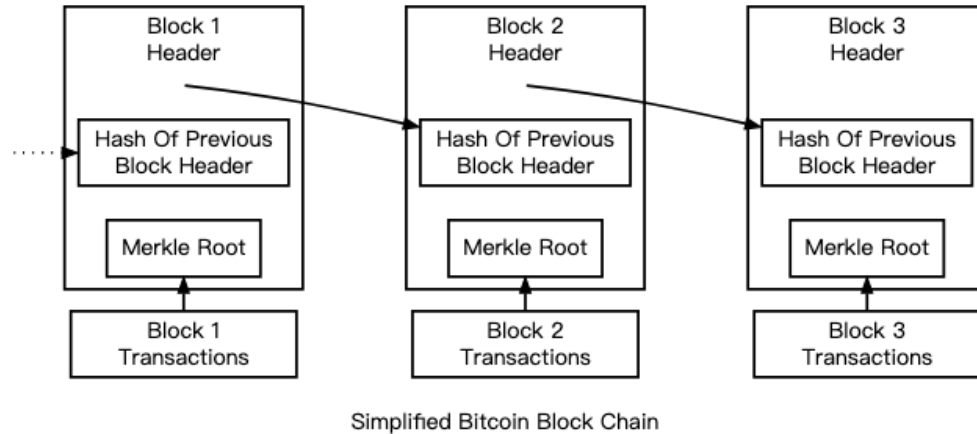 Block 1
Header
Hash Of Previous
Block Header
Merkle Root
Block 1
Transactions
Block 2
Header
Hash Of Previous
Block Header
Merkle Root
Block 2
Transactions
Block 3
Header
Hash Of Previous
Block Header
Merkle Root
Block 3
Transactions
Simplified Bitcoin Block Chain